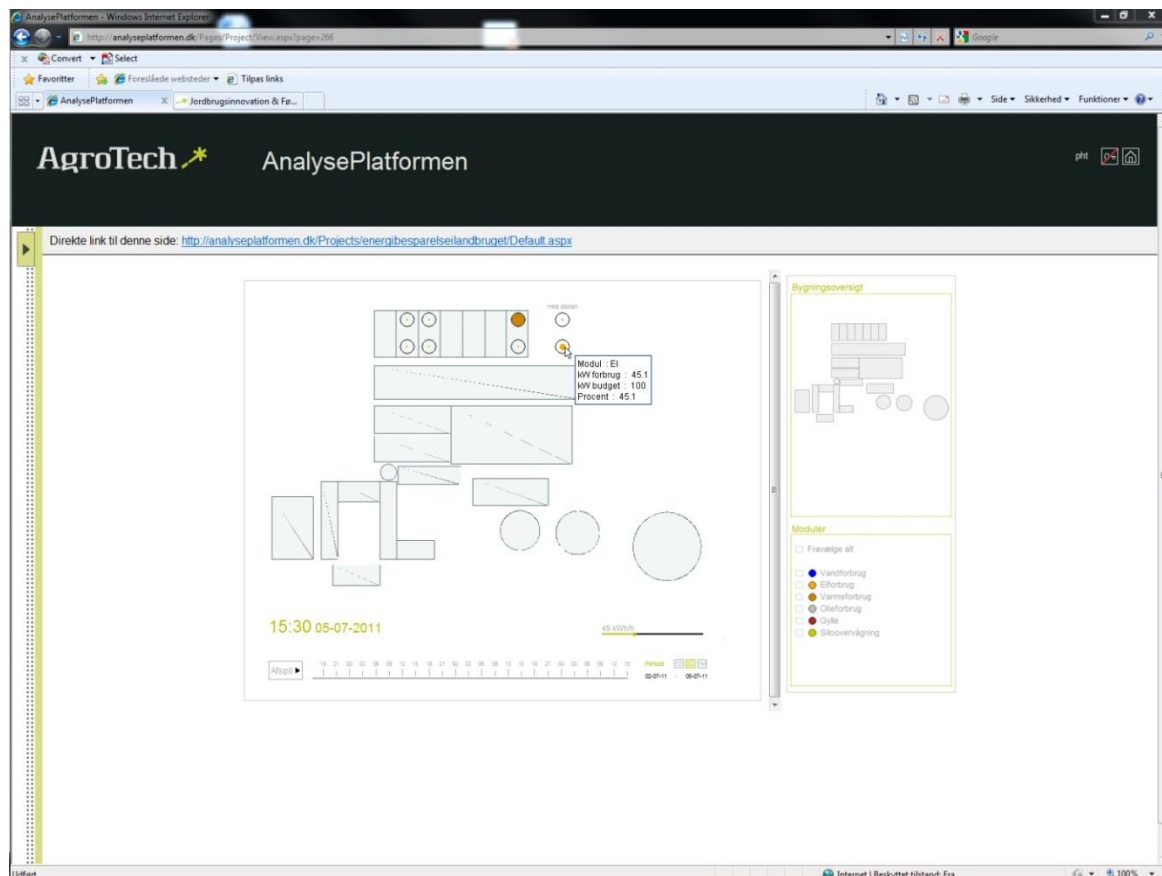 AnalysePlatformen - Windows Internet Explorer
http://analyseplatformen.dk/Pages/Project/View.aspx?page=266
Google
x Convert Select
Favoritter Foreslåede websteder Tilpas links
AnalysePlatformen x Jordbrugsinnovation & Fø...
Side Sikkerhed Funktioner
AgroTech AnalysePlatformen
pht
Direkte link til denne side: http://analyseplatformen.dk/Projects/energibesparelseilandbruget/Default.aspx
Hele stalden
Modul : El
kW forbrug : 45.1
kW budget : 100
Procent : 45.1
15:30 05-07-2011
49 kWh/t
Afspil
Periode
02-07-11 - 06-07-11
Bygningsoversigt
Moduler
Fravælge alt
Vandforbrug
Elforbrug
Varmeforbrug
Olieforbrug
Gylle
Siloovervågning
Udført
Internet | Beskyttet tilstand: Fra
100%